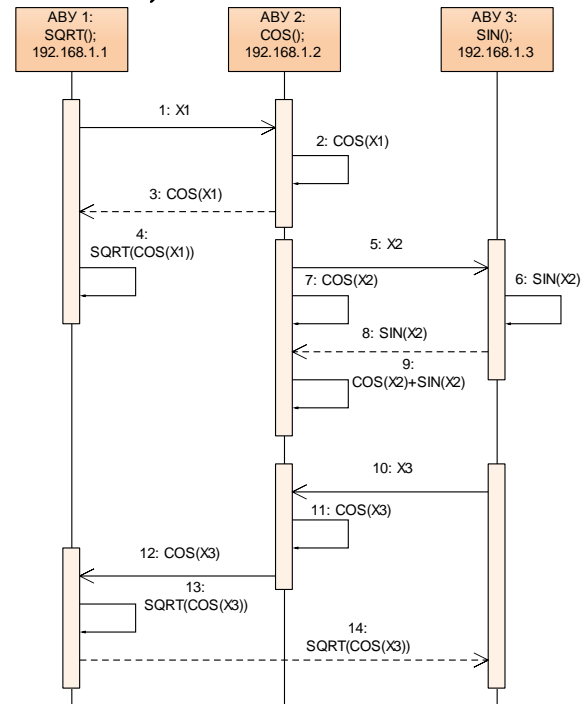 АВУ 1:
SQRT();
192.168.1.1
АВУ 2:
COS();
192.168.1.2
АВУ 3:
SIN();
192.168.1.3
1: X1
2: COS(X1)
3: COS(X1)
4:
SQRT(COS(X1))
5: X2
6: SIN(X2)
7: COS(X2)
8: SIN(X2)
9:
COS(X2)+SIN(X2)
10: X3
11: COS(X3)
12: COS(X3)
13:
SQRT(COS(X3))
14:
SQRT(COS(X3))